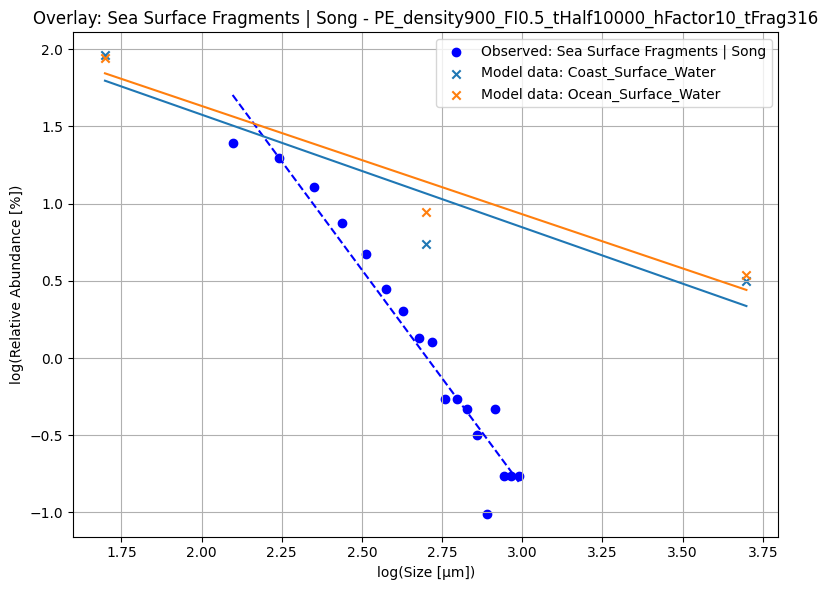 Overlay: Sea Surface Fragments | Song - PE_density900_FI0.5_tHalf10000_hFactor10_tFrag316
Observed: Sea Surface Fragments | Song
Model data: Coast_Surface_Water
Model data: Ocean_Surface_Water
log(Relative Abundance [%])
2.0
1.5
1.0
0.5
0.0
−0.5
−1.0
1.75 2.00 2.25 2.50 2.75 3.00 3.25 3.50 3.75
log(Size [μm])